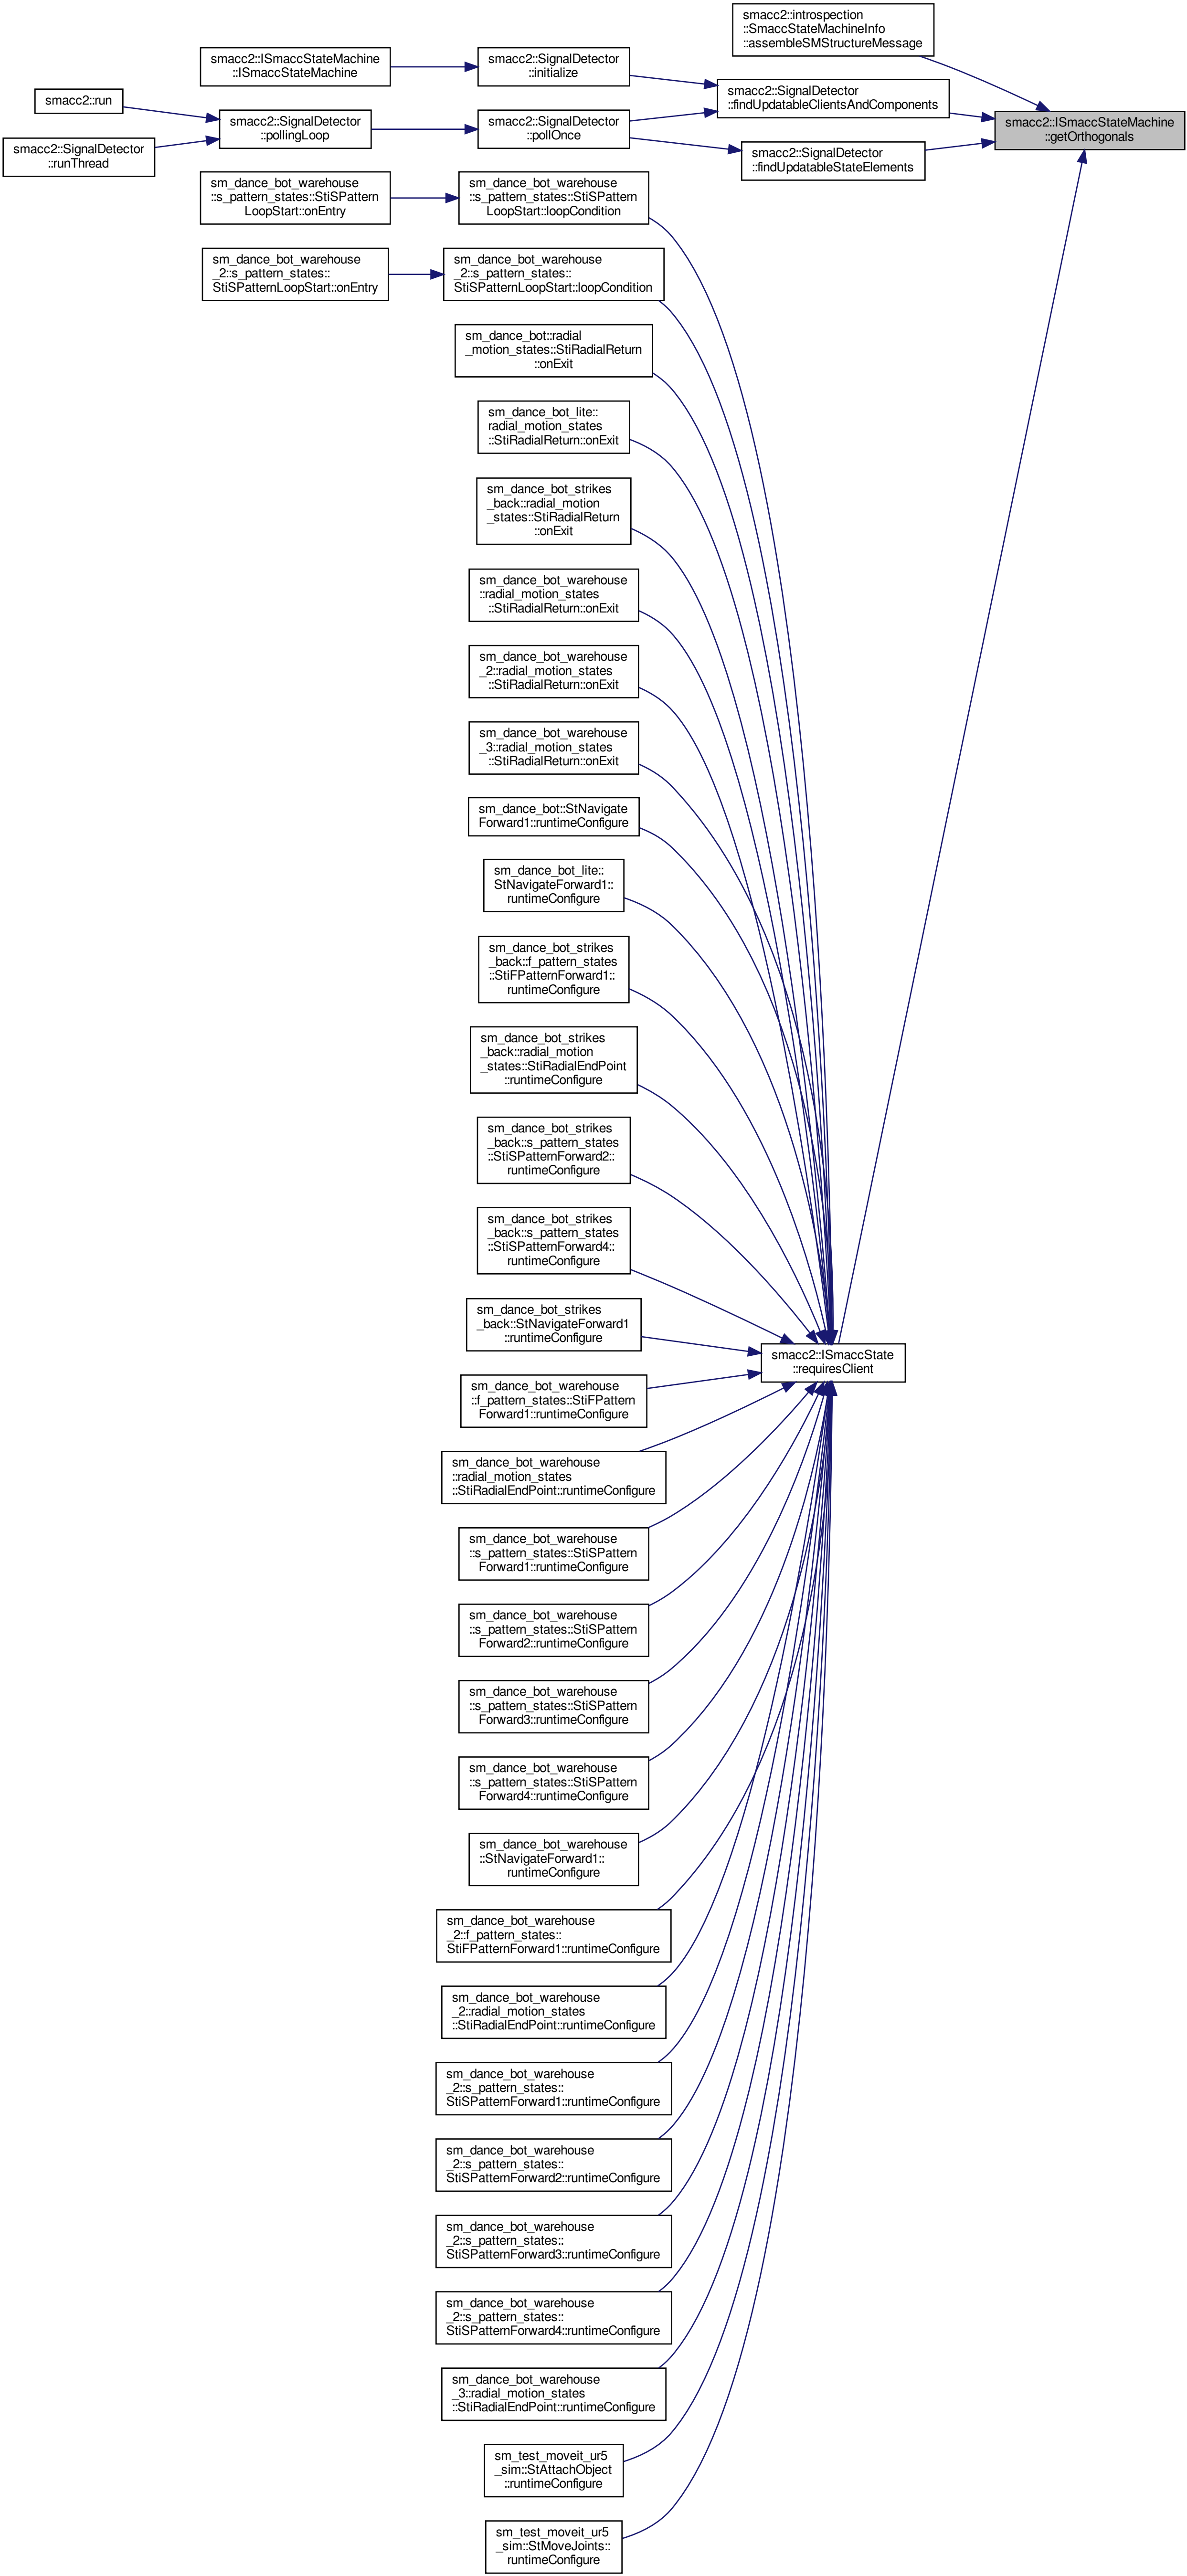 smacc2::introspection
::SmaccStateMachineInfo
::assembleSMStructureMessage
smacc2::ISmaccStateMachine
::ISmaccStateMachine
smacc2::SignalDetector
::initialize
smacc2::SignalDetector
::findUpdatableClientsAndComponents
smacc2::run
smacc2::SignalDetector
::pollingLoop
smacc2::SignalDetector
::pollOnce
smacc2::ISmaccStateMachine
::getOrthogonals
smacc2::SignalDetector
::runThread
smacc2::SignalDetector
::findUpdatableStateElements
sm_dance_bot_warehouse
::s_pattern_states::StiSPattern
LoopStart::onEntry
sm_dance_bot_warehouse
::s_pattern_states::StiSPattern
LoopStart::loopCondition
sm_dance_bot_warehouse
_2::s_pattern_states::
StiSPatternLoopStart::onEntry
sm_dance_bot_warehouse
_2::s_pattern_states::
StiSPatternLoopStart::loopCondition
sm_dance_bot::radial
_motion_states::StiRadialReturn
::onExit
sm_dance_bot_lite::
radial_motion_states
::StiRadialReturn::onExit
sm_dance_bot_strikes
_back::radial_motion
_states::StiRadialReturn
::onExit
sm_dance_bot_warehouse
::radial_motion_states
::StiRadialReturn::onExit
sm_dance_bot_warehouse
_2::radial_motion_states
::StiRadialReturn::onExit
sm_dance_bot_warehouse
_3::radial_motion_states
::StiRadialReturn::onExit
sm_dance_bot::StNavigate
Forward1::runtimeConfigure
sm_dance_bot_lite::
StNavigateForward1::
runtimeConfigure
sm_dance_bot_strikes
_back::f_pattern_states
::StiFPatternForward1::
runtimeConfigure
sm_dance_bot_strikes
_back::radial_motion
_states::StiRadialEndPoint
::runtimeConfigure
sm_dance_bot_strikes
_back::s_pattern_states
::StiSPatternForward2::
runtimeConfigure
sm_dance_bot_strikes
_back::s_pattern_states
::StiSPatternForward4::
runtimeConfigure
sm_dance_bot_strikes
_back::StNavigateForward1
::runtimeConfigure
smacc2::ISmaccState
::requiresClient
sm_dance_bot_warehouse
::f_pattern_states::StiFPattern
Forward1::runtimeConfigure
sm_dance_bot_warehouse
::radial_motion_states
::StiRadialEndPoint::runtimeConfigure
sm_dance_bot_warehouse
::s_pattern_states::StiSPattern
Forward1::runtimeConfigure
sm_dance_bot_warehouse
::s_pattern_states::StiSPattern
Forward2::runtimeConfigure
sm_dance_bot_warehouse
::s_pattern_states::StiSPattern
Forward3::runtimeConfigure
sm_dance_bot_warehouse
::s_pattern_states::StiSPattern
Forward4::runtimeConfigure
sm_dance_bot_warehouse
::StNavigateForward1::
runtimeConfigure
sm_dance_bot_warehouse
_2::f_pattern_states::
StiFPatternForward1::runtimeConfigure
sm_dance_bot_warehouse
_2::radial_motion_states
::StiRadialEndPoint::runtimeConfigure
sm_dance_bot_warehouse
_2::s_pattern_states::
StiSPatternForward1::runtimeConfigure
sm_dance_bot_warehouse
_2::s_pattern_states::
StiSPatternForward2::runtimeConfigure
sm_dance_bot_warehouse
_2::s_pattern_states::
StiSPatternForward3::runtimeConfigure
sm_dance_bot_warehouse
_2::s_pattern_states::
StiSPatternForward4::runtimeConfigure
sm_dance_bot_warehouse
_3::radial_motion_states
::StiRadialEndPoint::runtimeConfigure
sm_test_moveit_ur5
_sim::StAttachObject
::runtimeConfigure
sm_test_moveit_ur5
_sim::StMoveJoints::
runtimeConfigure